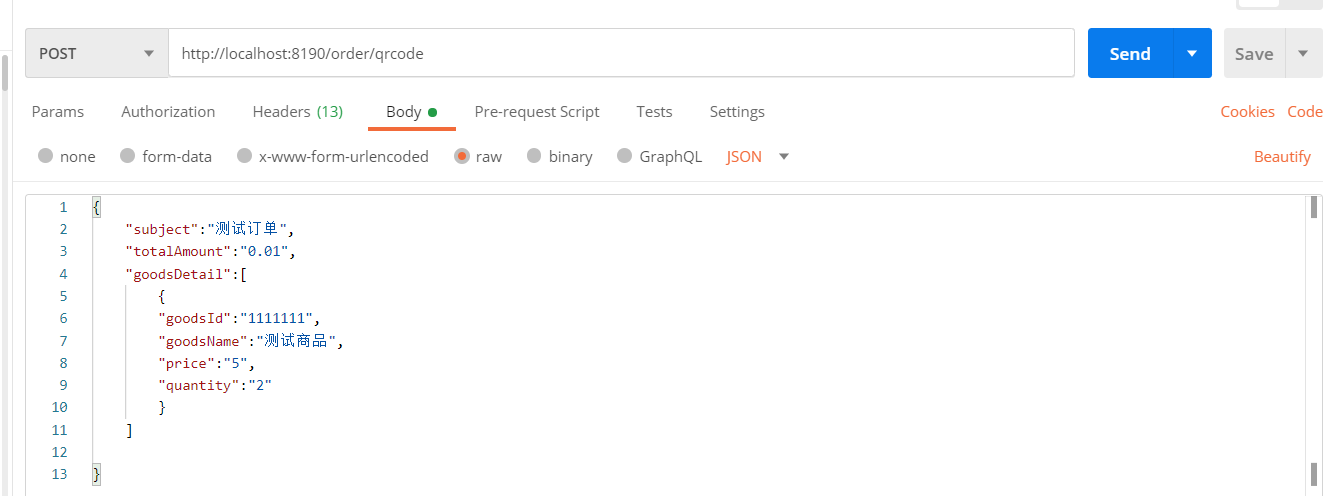 POST http://localhost:8190/order/qrcode Send Save
Params Authorization Headers (13) Body Pre-request Script Tests Settings Cookies Code
none form-data x-www-form-urlencoded raw binary GraphQL JSON Beautify
1 {
2 "subject":"测试订单",
3 "totalAmount":"0.01",
4 "goodsDetail":[
5 {
6 "goodsId":"1111111",
7 "goodsName":"测试商品",
8 "price":"5",
9 "quantity":"2"
10 }
11 ]
12
13 }